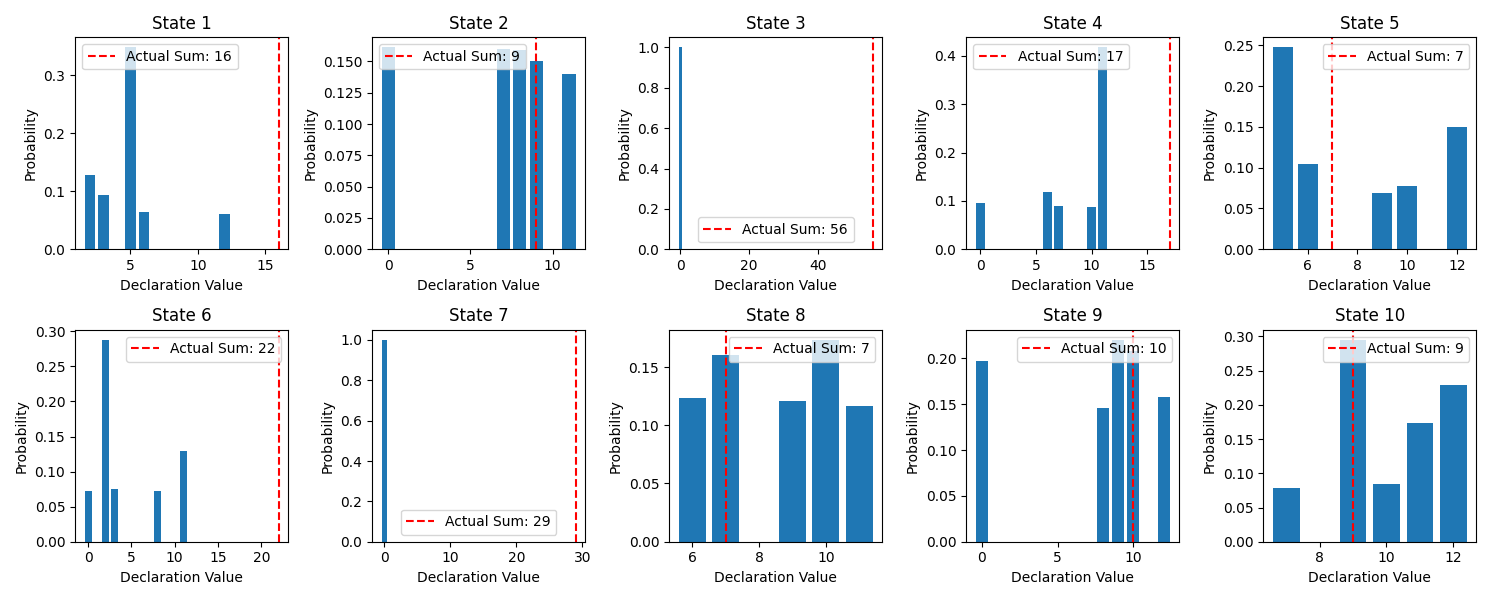 State 1
Actual Sum: 16
0.3
0.2
0.1
0.0
5
10
15
Probability
Declaration Value
State 2
Actual Sum: 9
0.150
0.125
0.100
0.075
0.050
0.025
0.000
0
5
10
Probability
Declaration Value
State 3
Actual Sum: 56
1.0
0.8
0.6
0.4
0.2
0.0
0
20
40
Probability
Declaration Value
State 4
Actual Sum: 17
0.4
0.3
0.2
0.1
0.0
0
5
10
15
Probability
Declaration Value
State 5
Actual Sum: 7
0.25
0.20
0.15
0.10
0.05
0.00
6
8
10
12
Probability
Declaration Value
State 6
Actual Sum: 22
0.30
0.25
0.20
0.15
0.10
0.05
0.00
0
5
10
15
20
Probability
Declaration Value
State 7
Actual Sum: 29
1.0
0.8
0.6
0.4
0.2
0.0
0
10
20
30
Probability
Declaration Value
State 8
Actual Sum: 7
0.15
0.10
0.05
0.00
6
8
10
Probability
Declaration Value
State 9
Actual Sum: 10
0.20
0.15
0.10
0.05
0.00
0
5
10
Probability
Declaration Value
State 10
Actual Sum: 9
0.30
0.25
0.20
0.15
0.10
0.05
0.00
8
10
12
Probability
Declaration Value